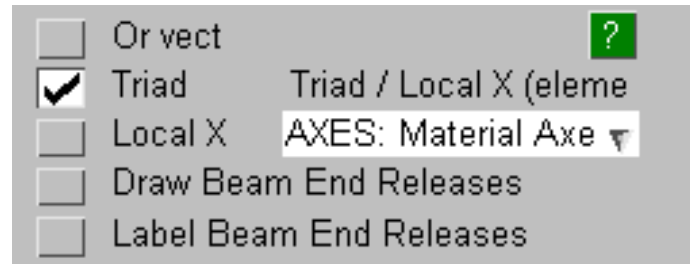 Or vect ?
Triad Triad / Local X (eleme
Local X AXES: Material Axe
Draw Beam End Releases
Label Beam End Releases